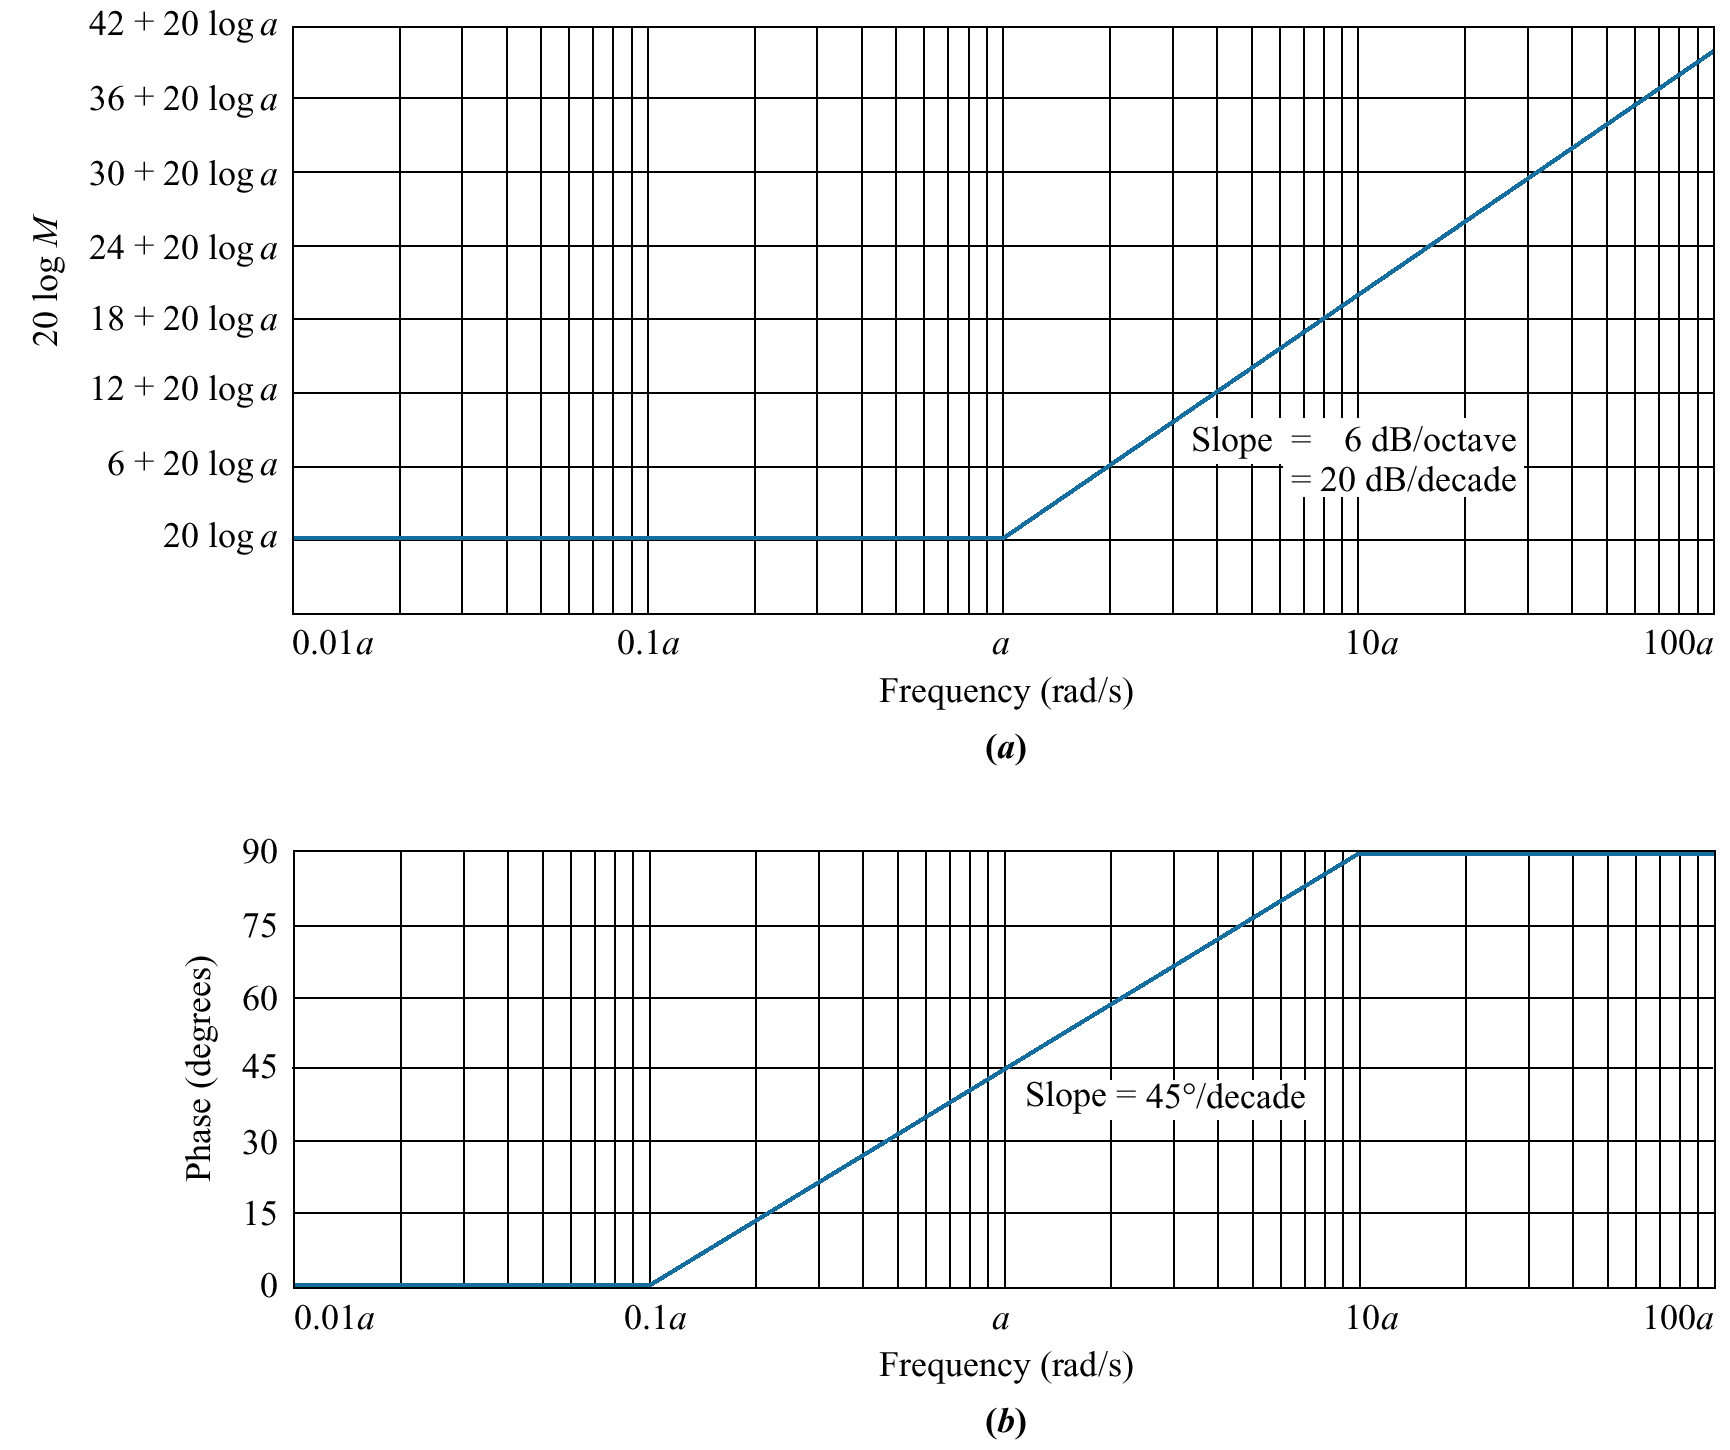 42 + 20 log a
36 + 20 log a
30 + 20 log a
24 + 20 log a
18 + 20 log a
12 + 20 log a
6 + 20 log a
20 log a
20 log M
Slope = 6 dB/octave
= 20 dB/decade
0.01a 0.1a a 10a 100a
Frequency (rad/s)
(a)
90
75
60
45
30
15
0
Phase (degrees)
Slope = 45°/decade
0.01a 0.1a a 10a 100a
Frequency (rad/s)
(b)